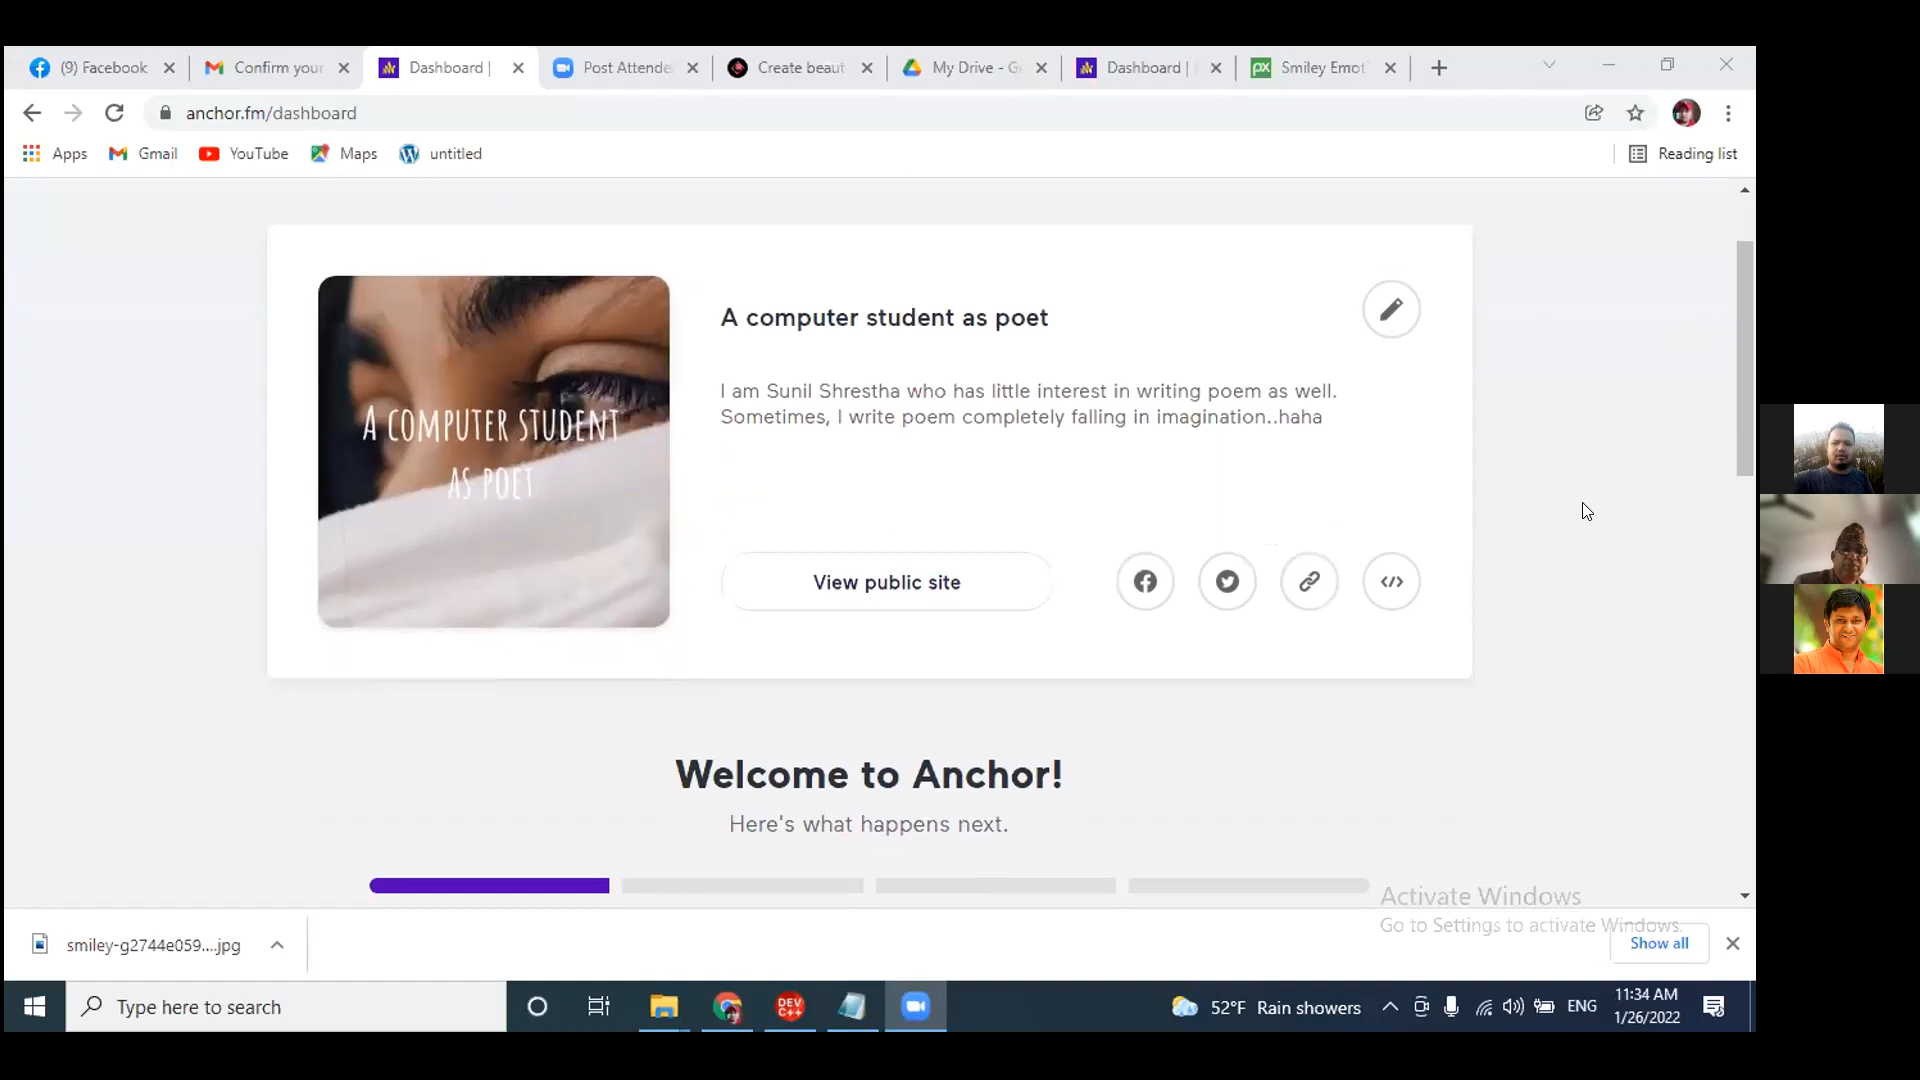 (9) Facebook
Confirm your
Dashboard |
Post Attende
Create beaut
My Drive - G
Dashboard |
Smiley Emot
anchor.fm/dashboard
Apps
Gmail
YouTube
Maps
untitled
Reading list
A COMPUTER STUDENT
AS POET
A computer student as poet
I am Sunil Shrestha who has little interest in writing poem as well.
Sometimes, I write poem completely falling in imagination..haha
View public site
Welcome to Anchor!
Here's what happens next.
Activate Windows
Go to Settings to activate Windows.
smiley-g2744e059....jpg
Show all
Type here to search
DEV
C++
52°F Rain showers
ENG
11:34 AM
1/26/2022